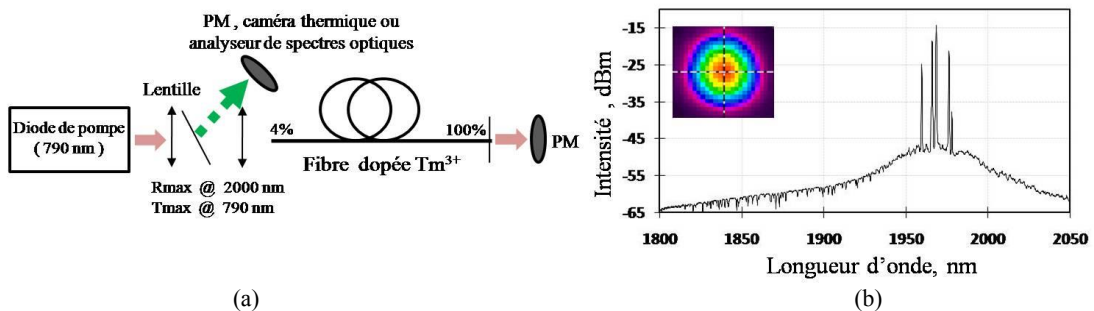 PM , caméra thermique ou
analyseur de spectres optiques
Lentille
Diode de pompe
( 790 nm )
4%
100%
PM
Fibre dopée Tm³⁺
Rmax @ 2000 nm
Tmax @ 790 nm
(a)
Intensité , dBm
-15
-25
-35
-45
-55
-65
1800
1850
1900
1950
2000
2050
Longueur d’onde, nm
(b)